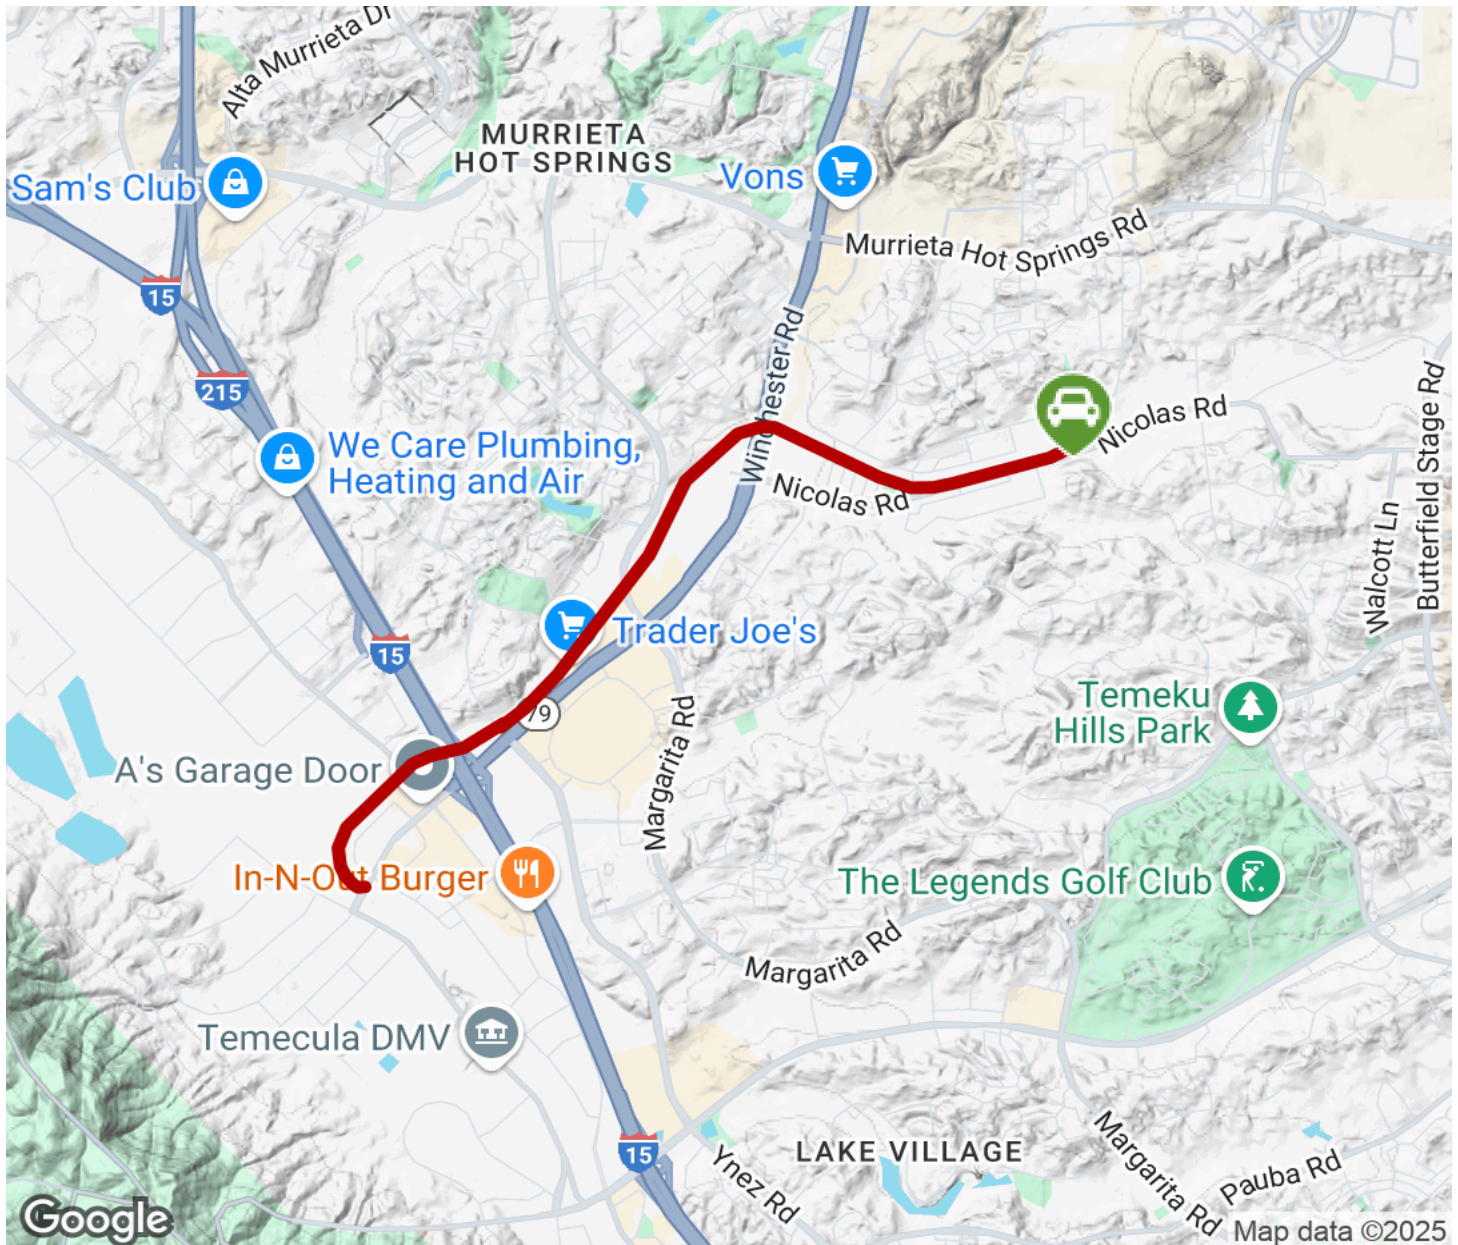 Alta Murrieta Dr
MURRIETA
HOT SPRINGS
Sam's Club
Vons
Murrieta Hot Springs Rd
15
Winchester Rd
215
Nicolas Rd
Butterfield Stage Rd
We Care Plumbing,
Heating and Air
Nicolas Rd
Walcott Ln
15
Trader Joe's
79
Temeku
Hills Park
Margarita Rd
A's Garage Door
In-N-Out Burger
The Legends Golf Club
Margarita Rd
Temecula DMV
15
LAKE VILLAGE
Ynez Rd
Margarita Rd
Pauba Rd
Google
Map data ©2025